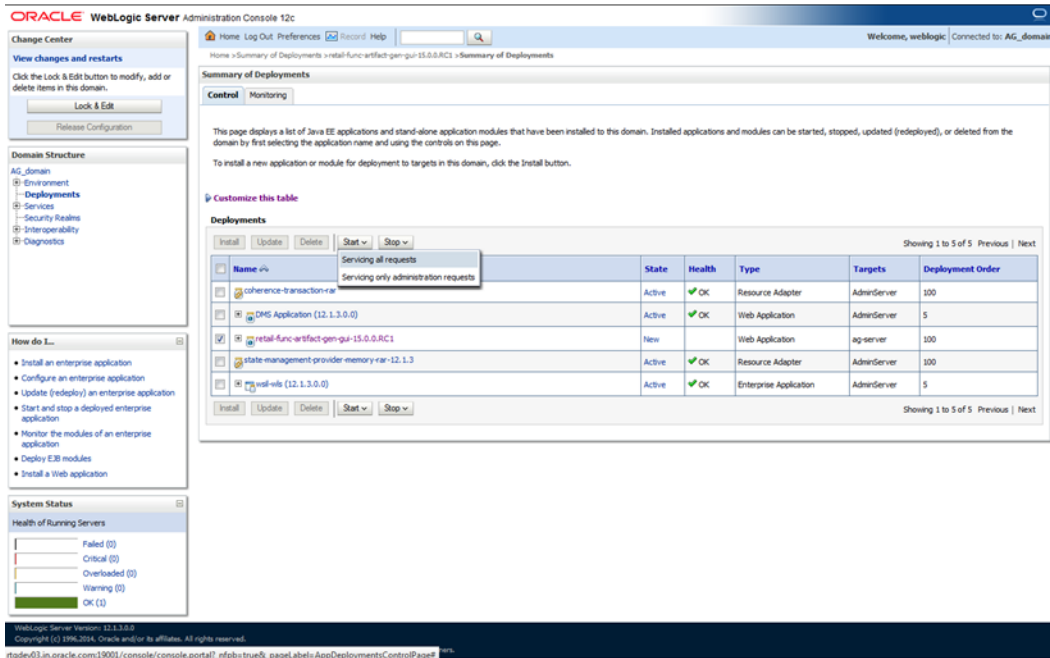 ORACLE WebLogic Server Administration Console 12c
Change Center
View changes and restarts
Click the Lock & Edit button to modify, add or
delete items in this domain.
Lock & Edit
Release Configuration
Domain Structure
AG_domain
Environment
Deployments
Services
Security Realms
Interoperability
Diagnostics
How do I...
Install an enterprise application
Configure an enterprise application
Update (redeploy) an enterprise application
Start and stop a deployed enterprise
application
Monitor the modules of an enterprise
application
Deploy EJB modules
Install a Web application
System Status
Health of Running Servers
Failed (0)
Critical (0)
Overloaded (0)
Warning (0)
OK (1)
Home Log Out Preferences Record Help
Welcome, weblogic Connected to: AG_domain
Home >Summary of Deployments >retail-func-artifact-gen-gui-15.0.0.RC1 >Summary of Deployments
Summary of Deployments
Control Monitoring
This page displays a list of Java EE applications and stand-alone application modules that have been installed to this domain. Installed applications and modules can be started, stopped, updated (redeployed), or deleted from the
domain by first selecting the application name and using the controls on this page.
To install a new application or module for deployment to targets in this domain, click the Install button.
Customize this table
Deployments
Install Update Delete Start Stop Showing 1 to 5 of 5 Previous | Next
Servicing all requests
Servicing only administration requests
Name State Health Type Targets Deployment Order
coherence-transaction-rar Active OK Resource Adapter AdminServer 100
DMS Application (12.1.3.0.0) Active OK Web Application AdminServer 5
retail-func-artifact-gen-gui-15.0.0.RC1 New Web Application ag-server 100
state-management-provider-memory-rar-12.1.3 Active OK Resource Adapter AdminServer 100
wsil-wls (12.1.3.0.0) Active OK Enterprise Application AdminServer 5
Install Update Delete Start Stop Showing 1 to 5 of 5 Previous | Next
WebLogic Server Version: 12.1.3.0.0
Copyright (c) 1996,2014, Oracle and/or its affiliates. All rights reserved.
rtgdev03.in.oracle.com:19001/console/console.portal?_nfpb=true&_pageLabel=AppDeploymentsControlPage#